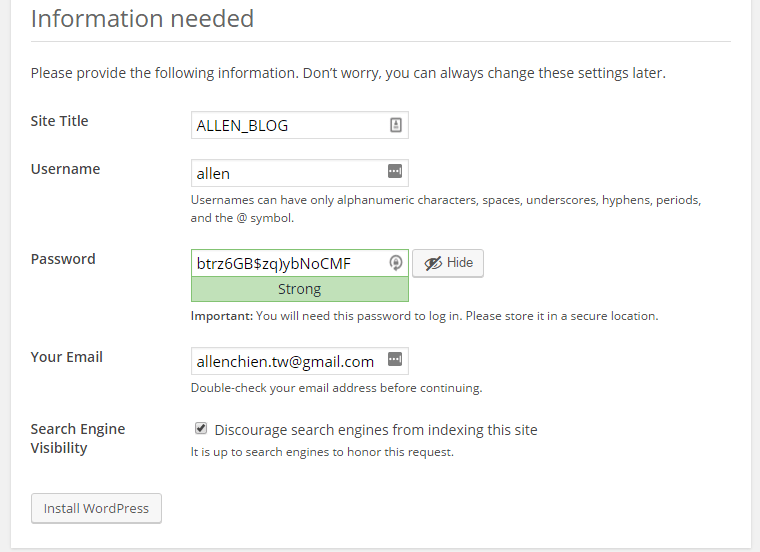 Information needed
Please provide the following information. Don’t worry, you can always change these settings later.
Site Title
ALLEN_BLOG
Username
allen
Usernames can have only alphanumeric characters, spaces, underscores, hyphens, periods,
and the @ symbol.
Password
btrz6GB$zq)ybNoCMF
Hide
Strong
Important: You will need this password to log in. Please store it in a secure location.
Your Email
allenchien.tw@gmail.com
Double-check your email address before continuing.
Search Engine
Visibility
Discourage search engines from indexing this site
It is up to search engines to honor this request.
Install WordPress